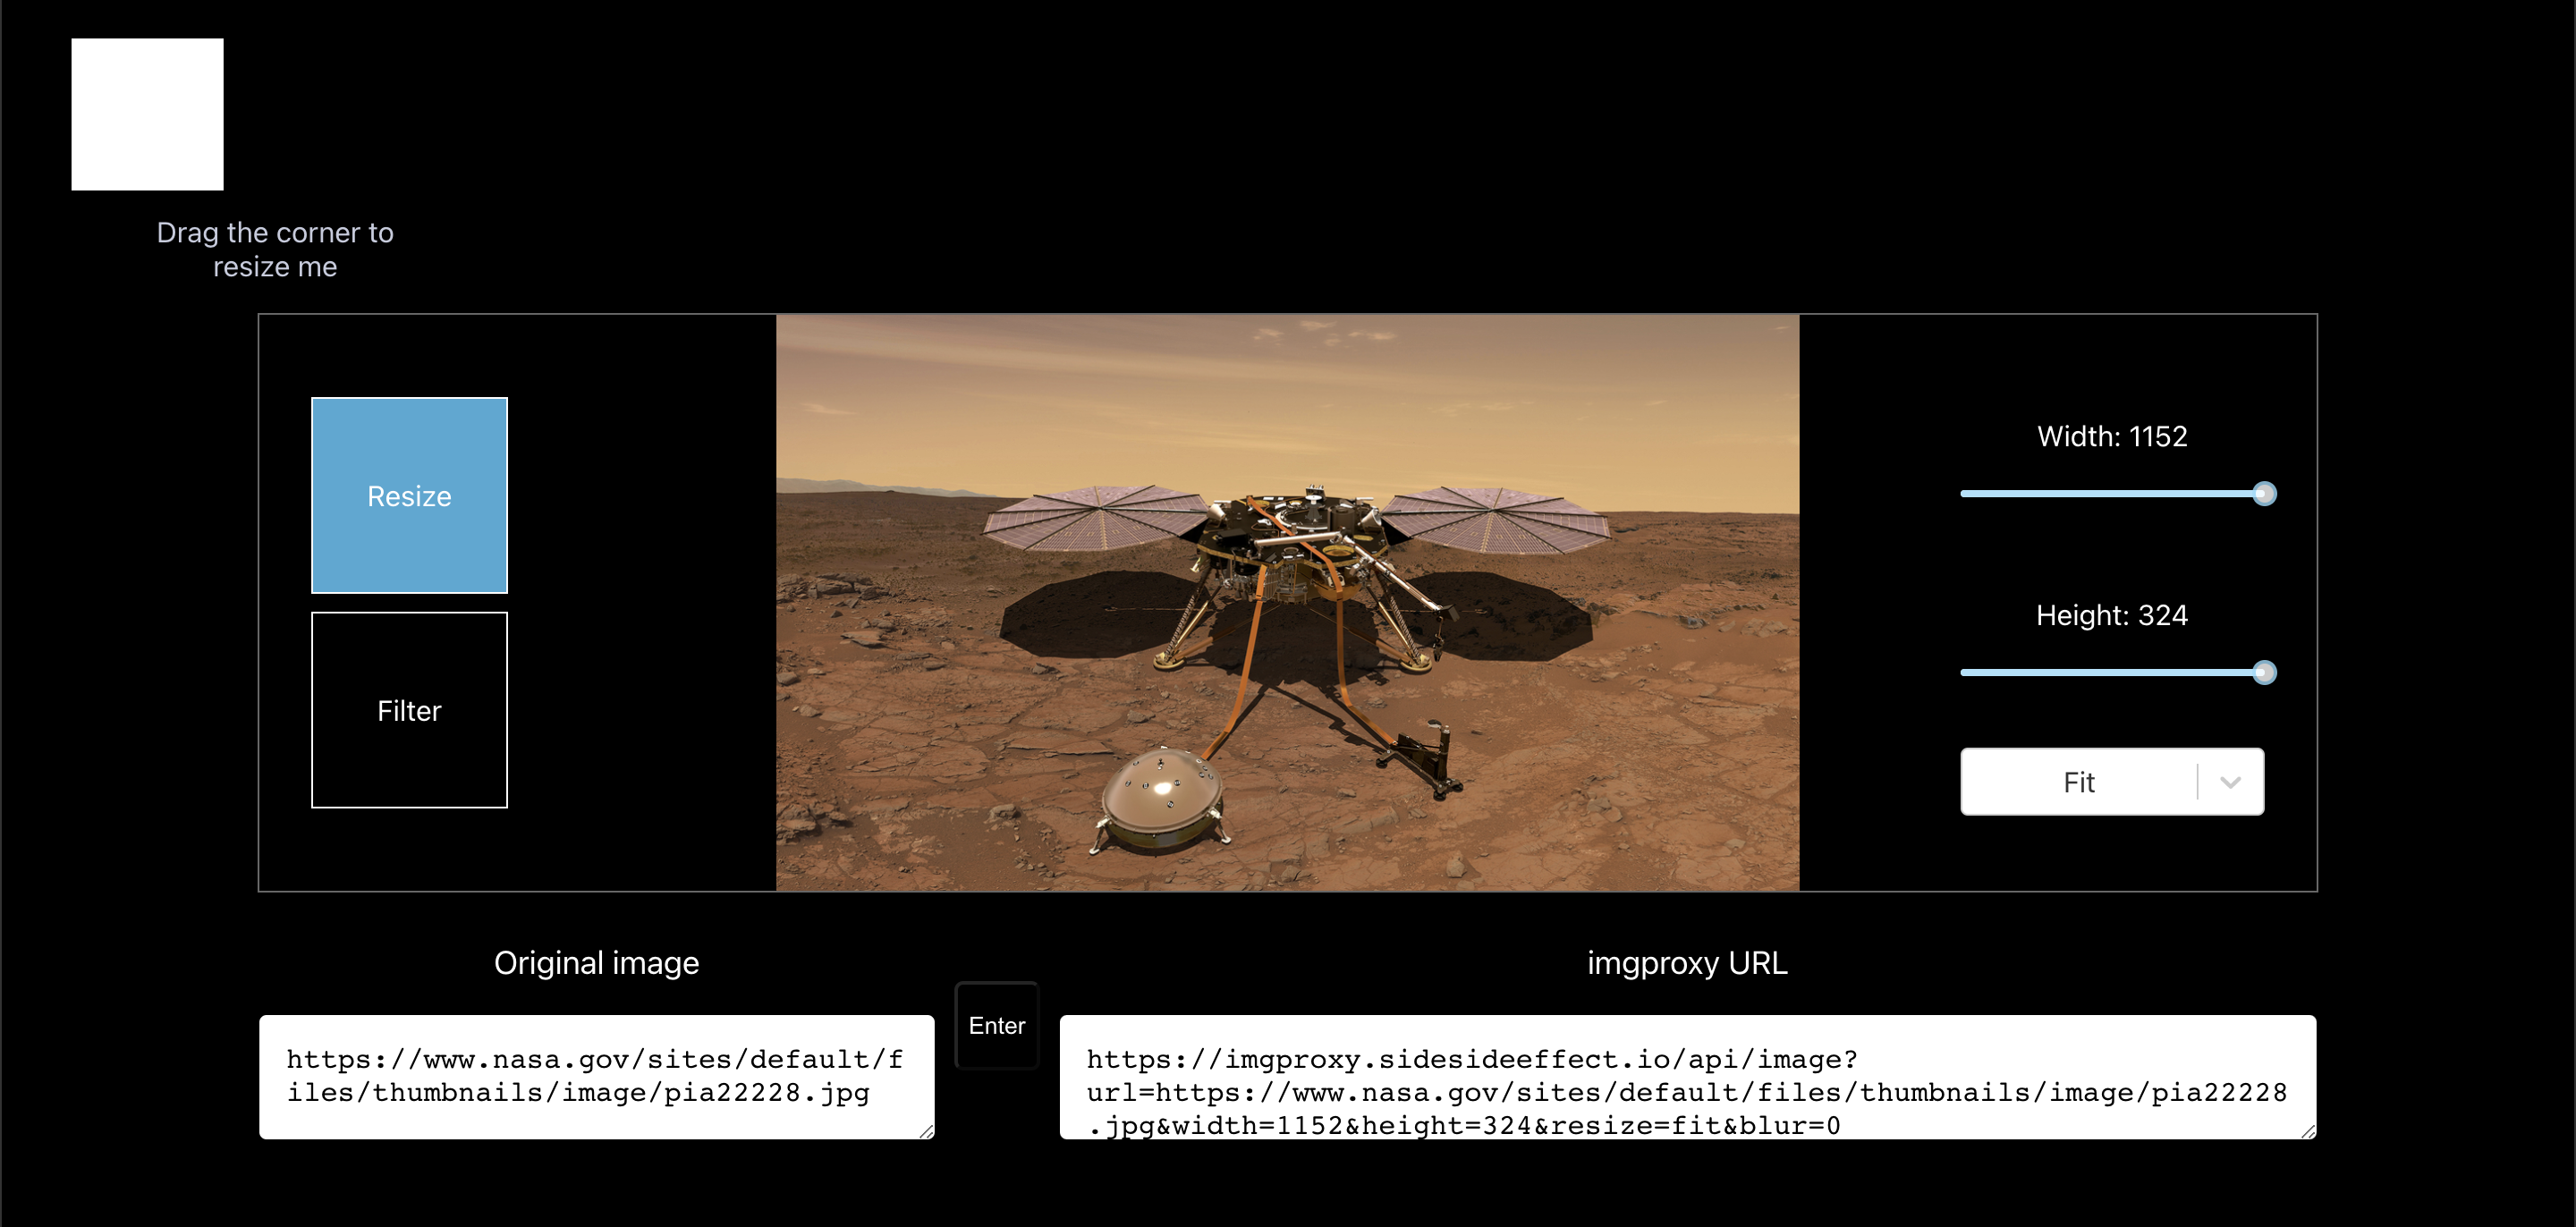 Drag the corner to
resize me
Resize
Filter
Width: 1152
Height: 324
Fit
Original image
imgproxy URL
Enter
https://www.nasa.gov/sites/default/f
iles/thumbnails/image/pia22228.jpg
https://imgproxy.sidesideeffect.io/api/image?
url=https://www.nasa.gov/sites/default/files/thumbnails/image/pia22228
.jpg&width=1152&height=324&resize=fit&blur=0